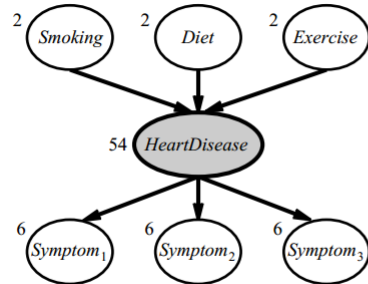 2 Smoking 2 Diet 2 Exercise
54 HeartDisease
6 6 6
Symptom₁ Symptom₂ Symptom₃